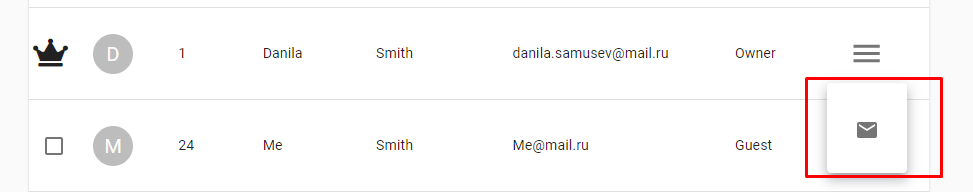 D 1 Danila Smith danila.samusev@mail.ru Owner
M 24 Me Smith Me@mail.ru Guest